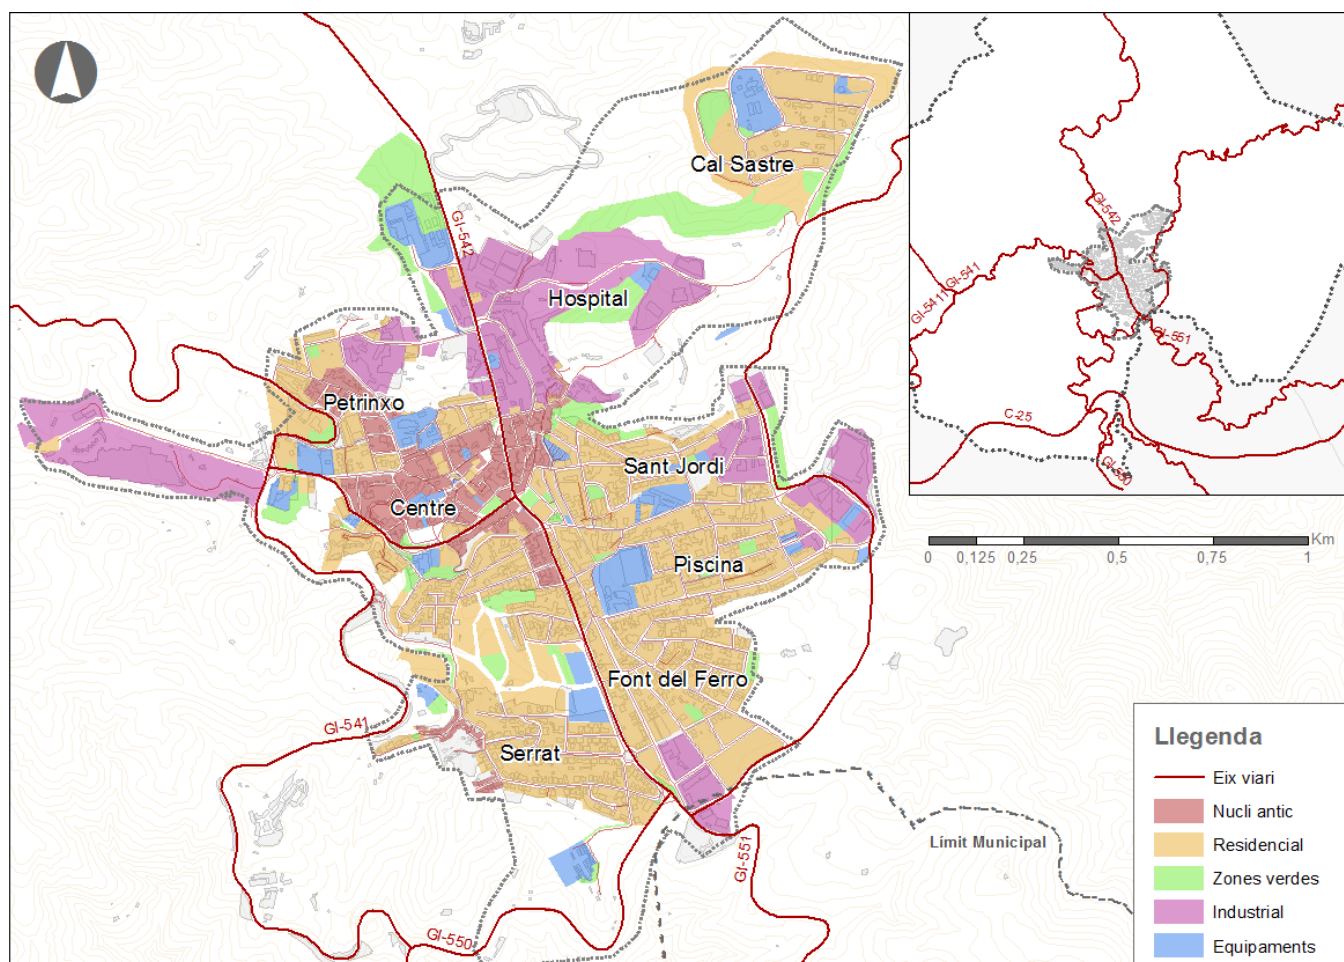 Cal Sastre
GI-542
Hospital
Petrinxo
Sant Jordi
Centre
Piscina
Font del Ferro
GI-541
Serrat
GI-550
GI-551
Límit Municipal
GI-542
GI-541
GI-5411
GI-551
C-25
GI-550
Km
0 0,125 0,25 0,5 0,75 1
Llegenda
Eix viari
Nucli antic
Residencial
Zones verdes
Industrial
Equipaments